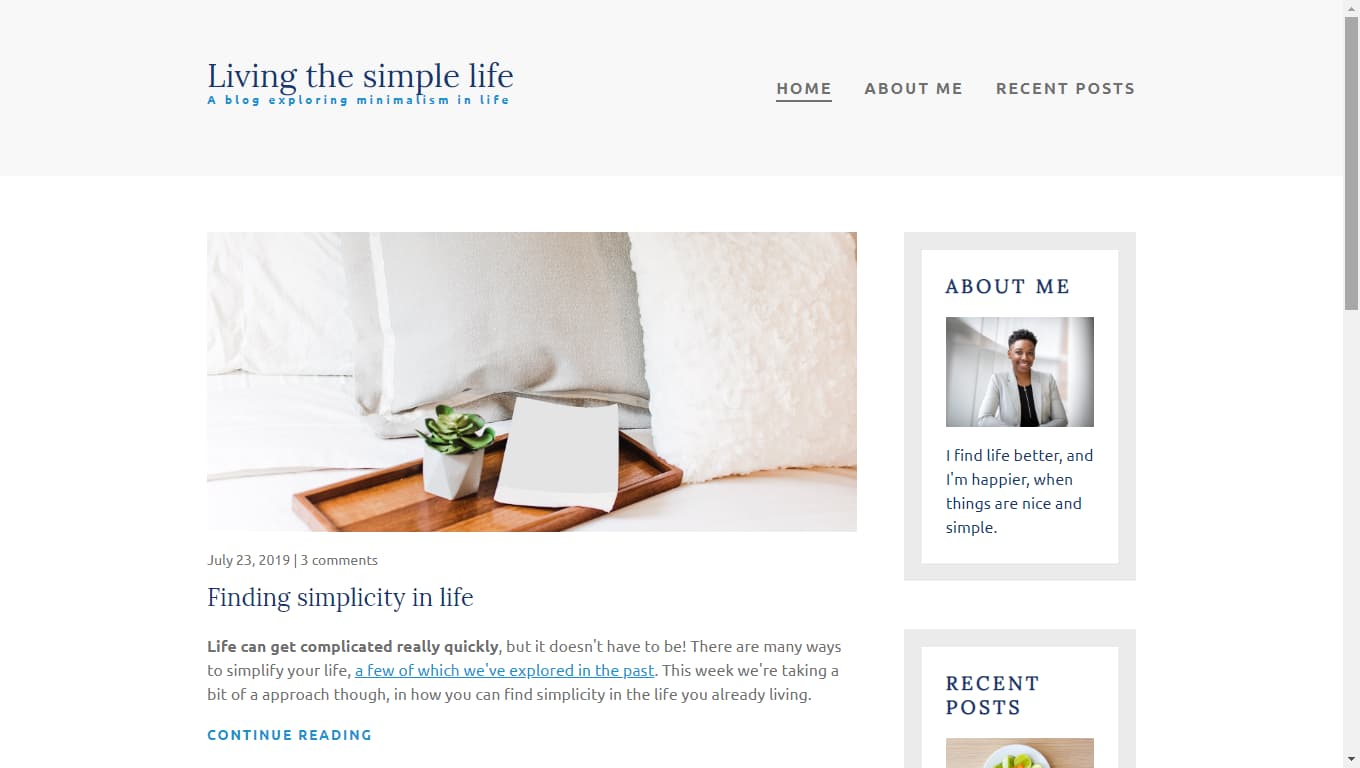 Living the simple life
A blog exploring minimalism in life
HOME
ABOUT ME
RECENT POSTS
July 23, 2019 | 3 comments
Finding simplicity in life
Life can get complicated really quickly, but it doesn't have to be! There are many ways
to simplify your life, a few of which we've explored in the past. This week we're taking a
bit of a approach though, in how you can find simplicity in the life you already living.
CONTINUE READING
ABOUT ME
I find life better, and
I'm happier, when
things are nice and
simple.
RECENT
POSTS